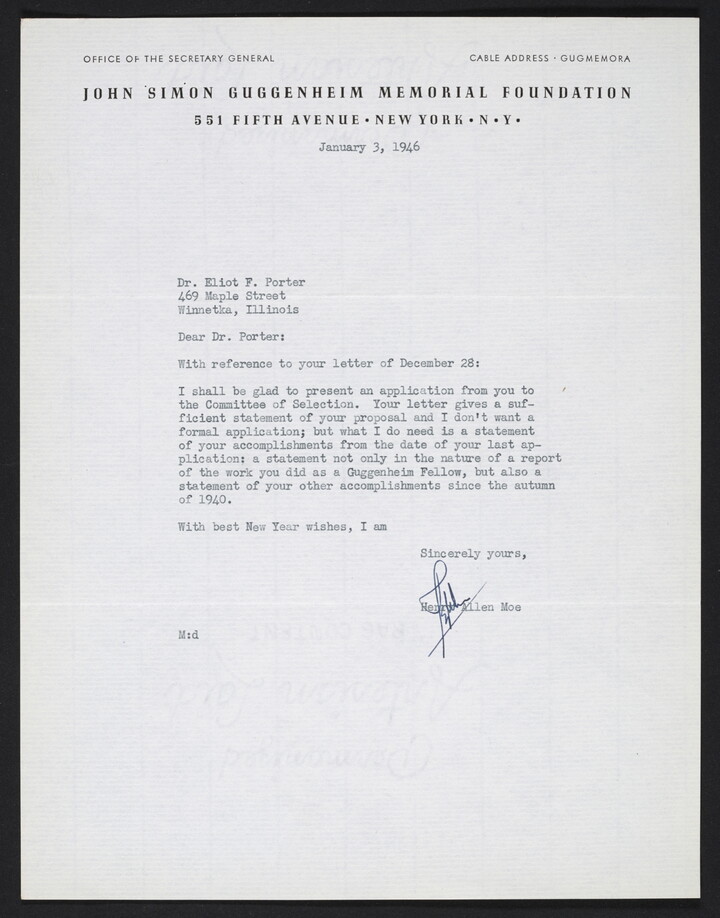 OFFICE OF THE SECRETARY GENERAL
CABLE ADDRESS · GUGMEMORA
JOHN SIMON GUGGENHEIM MEMORIAL FOUNDATION
551 FIFTH AVENUE • NEW YORK • N • Y •
January 3, 1946
Dr. Eliot F. Porter
469 Maple Street
Winnetka, Illinois
Dear Dr. Porter:
With reference to your letter of December 28:
I shall be glad to present an application from you to
the Committee of Selection. Your letter gives a suf-
ficient statement of your proposal and I don't want a
formal application; but what I do need is a statement
of your accomplishments from the date of your last ap-
plication: a statement not only in the nature of a report
of the work you did as a Guggenheim Fellow, but also a
statement of your other accomplishments since the autumn
of 1940.
With best New Year wishes, I am
Sincerely yours,
Henry Allen Moe
M:d